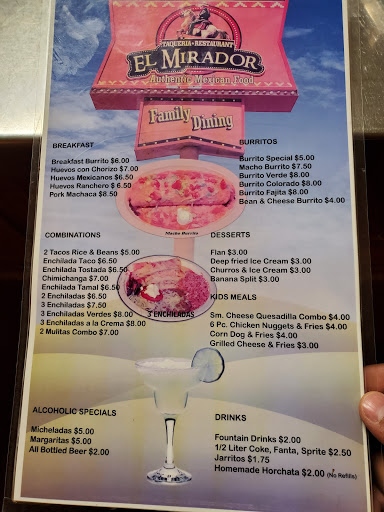 TAQUERIA • RESTAURANT
EL MIRADOR
Authentic Mexican Food
Family
Dining
BREAKFAST
Breakfast Burrito $6.00
Huevos con Chorizo $7.00
Huevos Mexicanos $6.50
Huevos Ranchero $ 6.50
Pork Machaca $8.50
BURRITOS
Burrito Special $5.00
Macho Burrito $7.50
Burrito Verde $8.00
Burrito Colorado $8.00
Burrito Fajita $8.00
Bean & Cheese Burrito $4.00
Macho Burrito
COMBINATIONS
2 Tacos Rice & Beans $5.00
Enchilada Taco $6.50
Enchilada Tostada $6.50
Chimichanga $7.00
Enchilada Tamal $6.50
2 Enchiladas $6.50
3 Enchiladas $7.50
3 Enchiladas Verdes $8.00
3 Enchiladas a la Crema $8.00
2 Mulitas Combo $7.00
3 ENCHILADAS
DESSERTS
Flan $3.00
Deep fried Ice Cream $3.00
Churros & Ice Cream $3.00
Banana Split $3.00
KIDS MEALS
Sm. Cheese Quesadilla Combo $4.00
6 Pc. Chicken Nuggets & Fries $4.00
Corn Dog & Fries $4.00
Grilled Cheese & Fries $3.00
ALCOHOLIC SPECIALS
Micheladas $5.00
Margaritas $5.00
All Bottled Beer $2.00
DRINKS
Fountain Drinks $2.00
1/2 Liter Coke, Fanta, Sprite $2.50
Jarritos $1.75
Homemade Horchata $2.00 (No Refills)